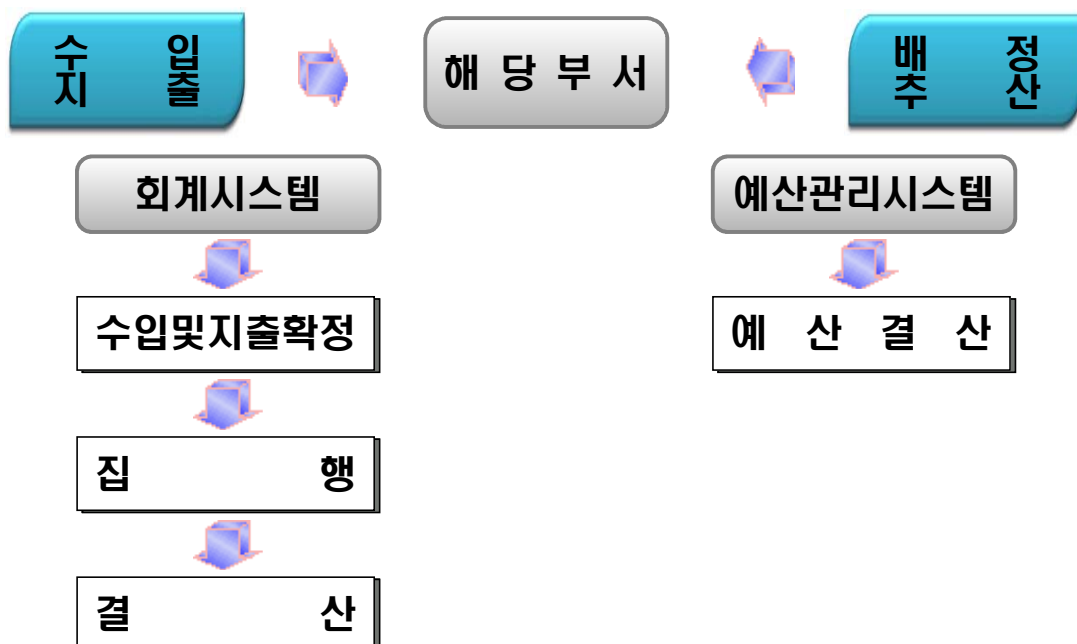 수 입
지 출
해 당 부 서
배 정
추 산
회계시스템
예산관리시스템
수입및지출확정
예 산 결 산
집 행
결 산